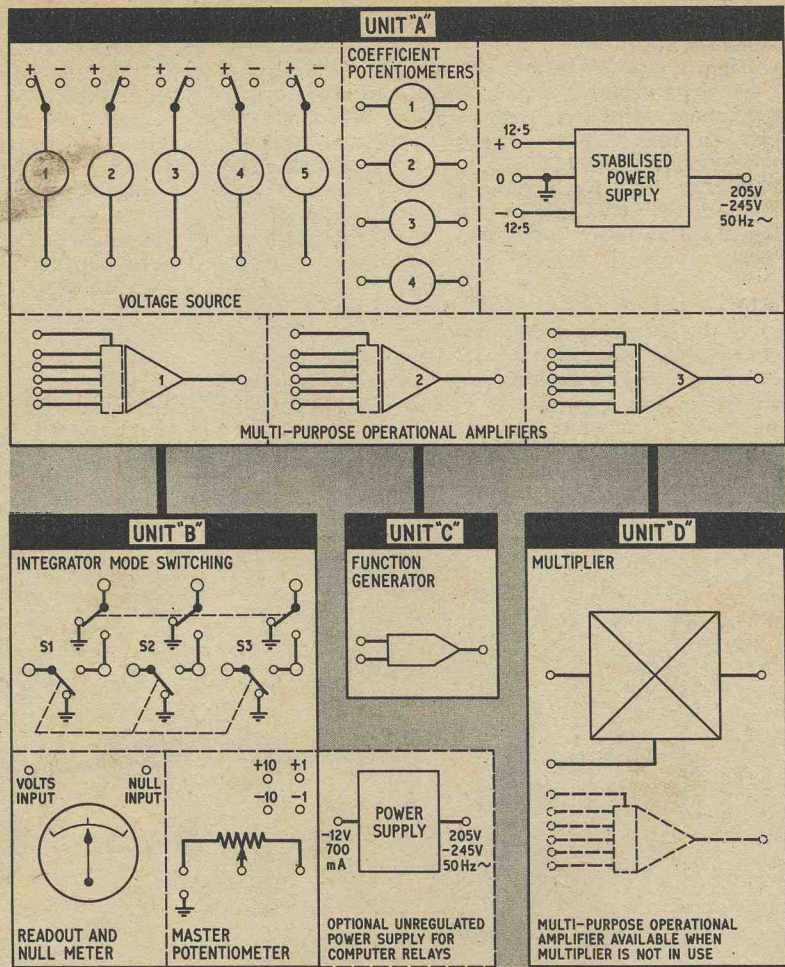 UNIT "A"
+ − + − + − + − + −
1 2 3 4 5
VOLTAGE SOURCE
COEFFICIENT
POTENTIOMETERS
1
2
3
4
+ 12·5
0
− 12·5
STABILISED
POWER
SUPPLY
205V
-245V
50Hz~
1 2 3
MULTI-PURPOSE OPERATIONAL AMPLIFIERS
UNIT "B"
INTEGRATOR MODE SWITCHING
S1 S2 S3
VOLTS
INPUT
NULL
INPUT
READOUT AND
NULL METER
+10 +1
-10 -1
MASTER
POTENTIOMETER
-12V
700
mA
POWER
SUPPLY
205V
-245V
50Hz~
OPTIONAL UNREGULATED
POWER SUPPLY FOR
COMPUTER RELAYS
UNIT "C"
FUNCTION
GENERATOR
UNIT "D"
MULTIPLIER
MULTI-PURPOSE OPERATIONAL
AMPLIFIER AVAILABLE WHEN
MULTIPLIER IS NOT IN USE